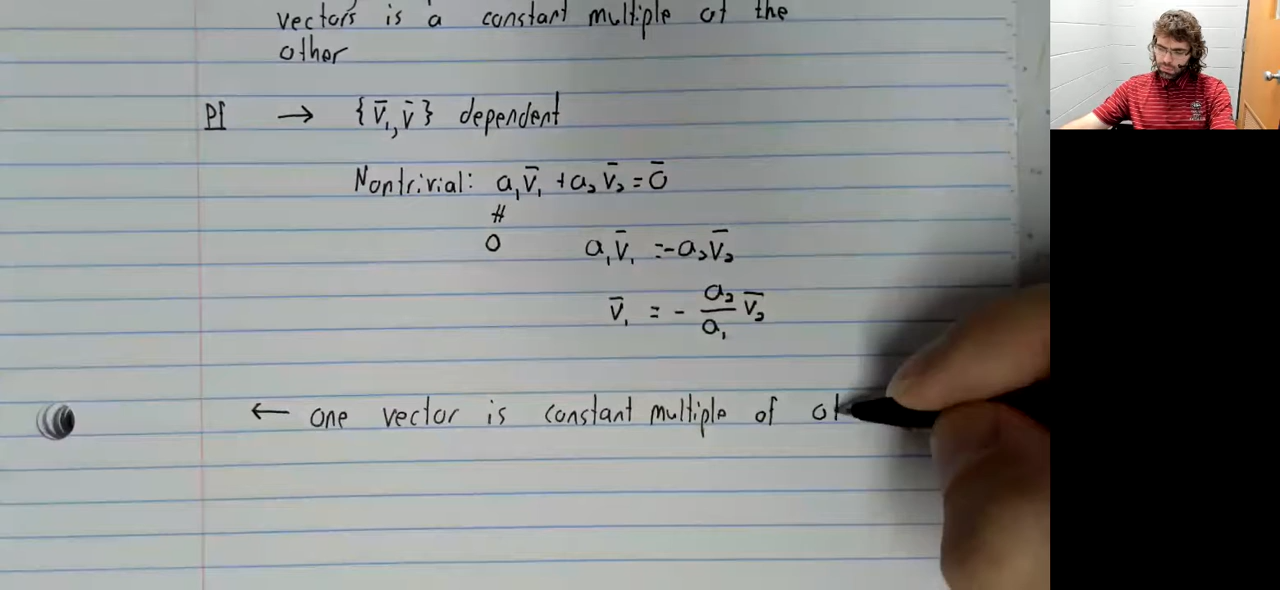 vectors is a constant multiple of the
other
Pf → {v̄₁, v̄} dependent
Nontrivial: a₁v̄₁ + a₂v̄₂ = 0̄
≠
0
a₁v̄₁ = -a₂v̄₂
v̄₁ = - a₂/a₁ v̄₂
← one vector is constant multiple of ot